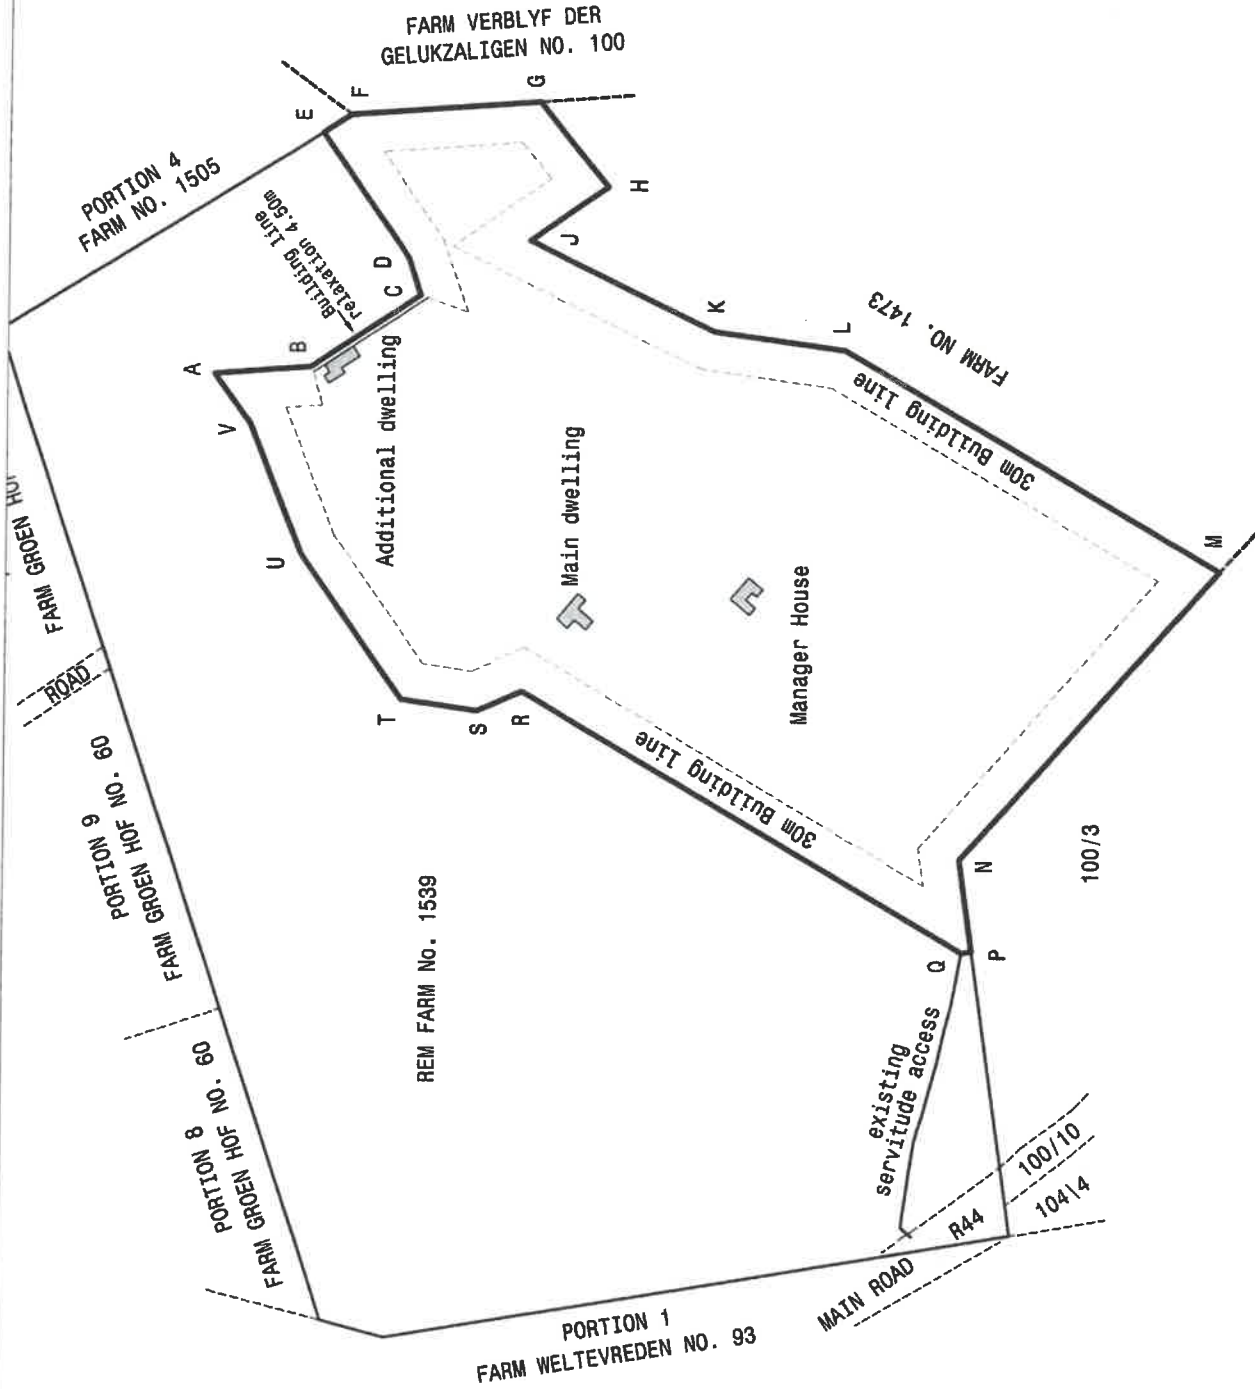 FARM VERBLYF DER
GELUKZALIGEN NO. 100
PORTION 4
FARM NO. 1505
E
F
G
H
J
K
L
M
N
P
Q
R
S
T
U
V
A
B
C
D
Building line
relaxation 4.50m
Additional dwelling
Main dwelling
Manager House
30m Building line
30m Building line
FARM NO. 1473
FARM GROEN HOF
ROAD
PORTION 9
FARM GROEN HOF NO. 60
PORTION 8
FARM GROEN HOF NO. 60
REM FARM No. 1539
existing
servitude access
100/3
100/10
104\4
R44
MAIN ROAD
PORTION 1
FARM WELTEVREDEN NO. 93